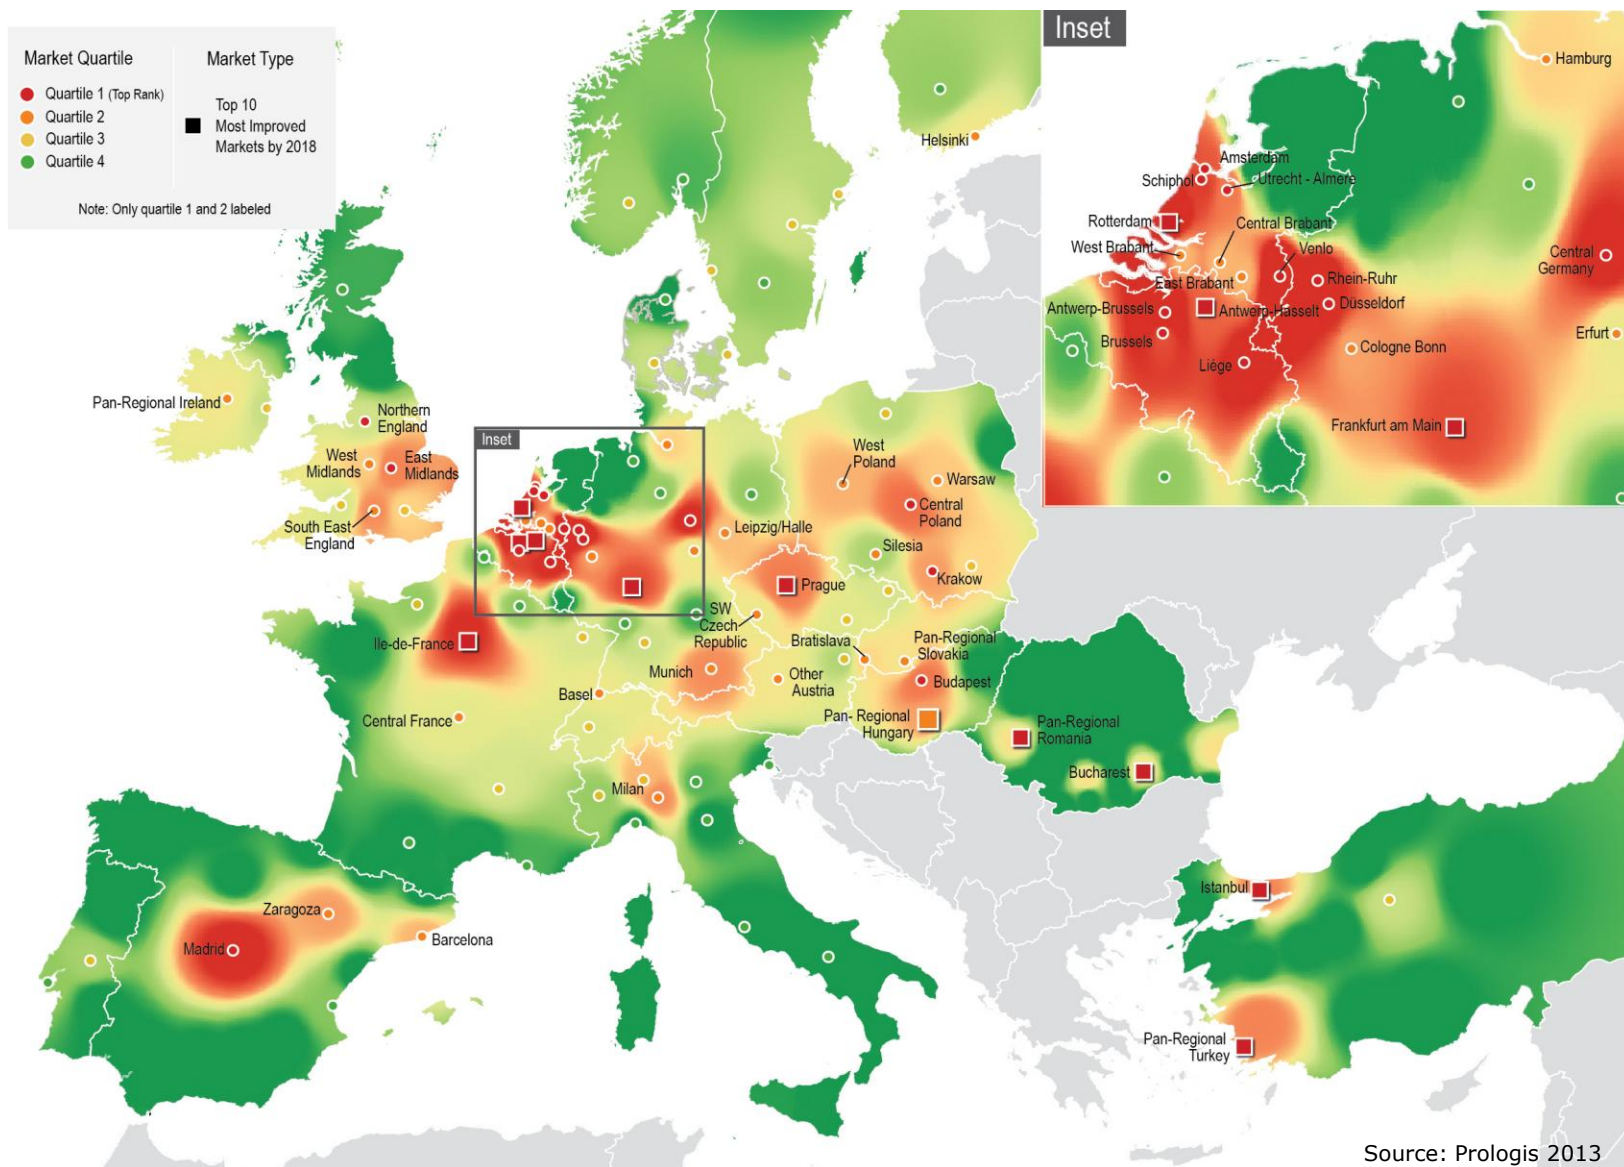 Market Quartile
Quartile 1 (Top Rank)
Quartile 2
Quartile 3
Quartile 4
Market Type
Top 10
Most Improved
Markets by 2018
Note: Only quartile 1 and 2 labeled
Helsinki
Pan-Regional Ireland
Northern
England
West
Midlands
East
Midlands
South East
England
Inset
West
Poland
Warsaw
Central
Poland
Leipzig/Halle
Silesia
Krakow
Prague
SW
Czech
Republic
Ile-de-France
Bratislava
Pan-Regional
Slovakia
Munich
Other
Austria
Budapest
Basel
Pan- Regional
Hungary
Central France
Pan-Regional
Romania
Bucharest
Milan
Zaragoza
Madrid
Barcelona
Istanbul
Pan-Regional
Turkey
Inset
Hamburg
Amsterdam
Schiphol
Utrecht - Almere
Rotterdam
Central Brabant
West Brabant
Venlo
Central
Germany
East Brabant
Rhein-Ruhr
Düsseldorf
Antwerp-Brussels
Antwerp-Hasselt
Brussels
Cologne Bonn
Erfurt
Liége
Frankfurt am Main
Source: Prologis 2013